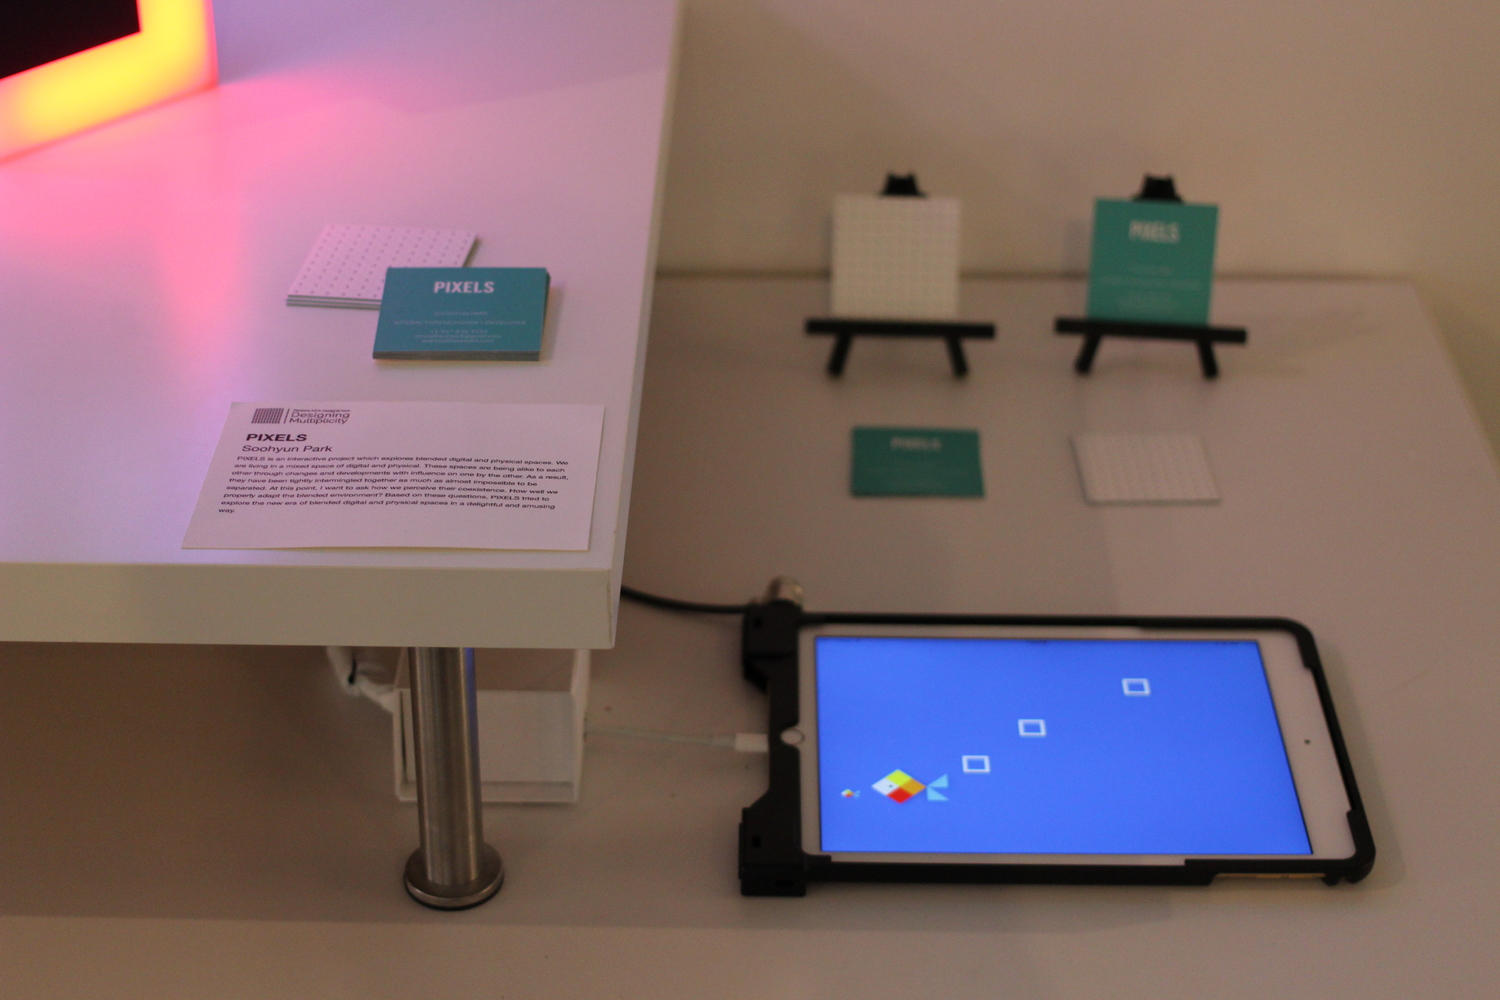 PIXELS
Designing
Multiplicity
PIXELS
Soohyun Park
PIXELS is an interactive project which explores blended digital and physical spaces. We
are living in a mixed space of digital and physical. These spaces are being alike to each
other through changes and developments with influence on one by the other. As a result,
they have been tightly intermingled together as much as almost impossible to be
separated. At this point, I want to ask how we perceive their coexistence. How well we
properly adapt the blended environment? Based on these questions, PIXELS tried to
explore the new era of blended digital and physical spaces in a delightful and amusing
way.
PIXELS
PIXELS